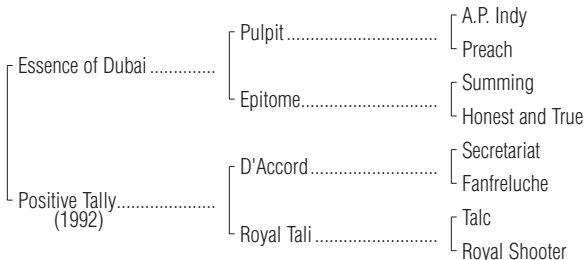 A.P. Indy
Pulpit
Preach
Essence of Dubai
Summing
Epitome
Honest and True
Secretariat
D'Accord
Fanfreluche
Positive Tally
(1992)
Talc
Royal Tali
Royal Shooter